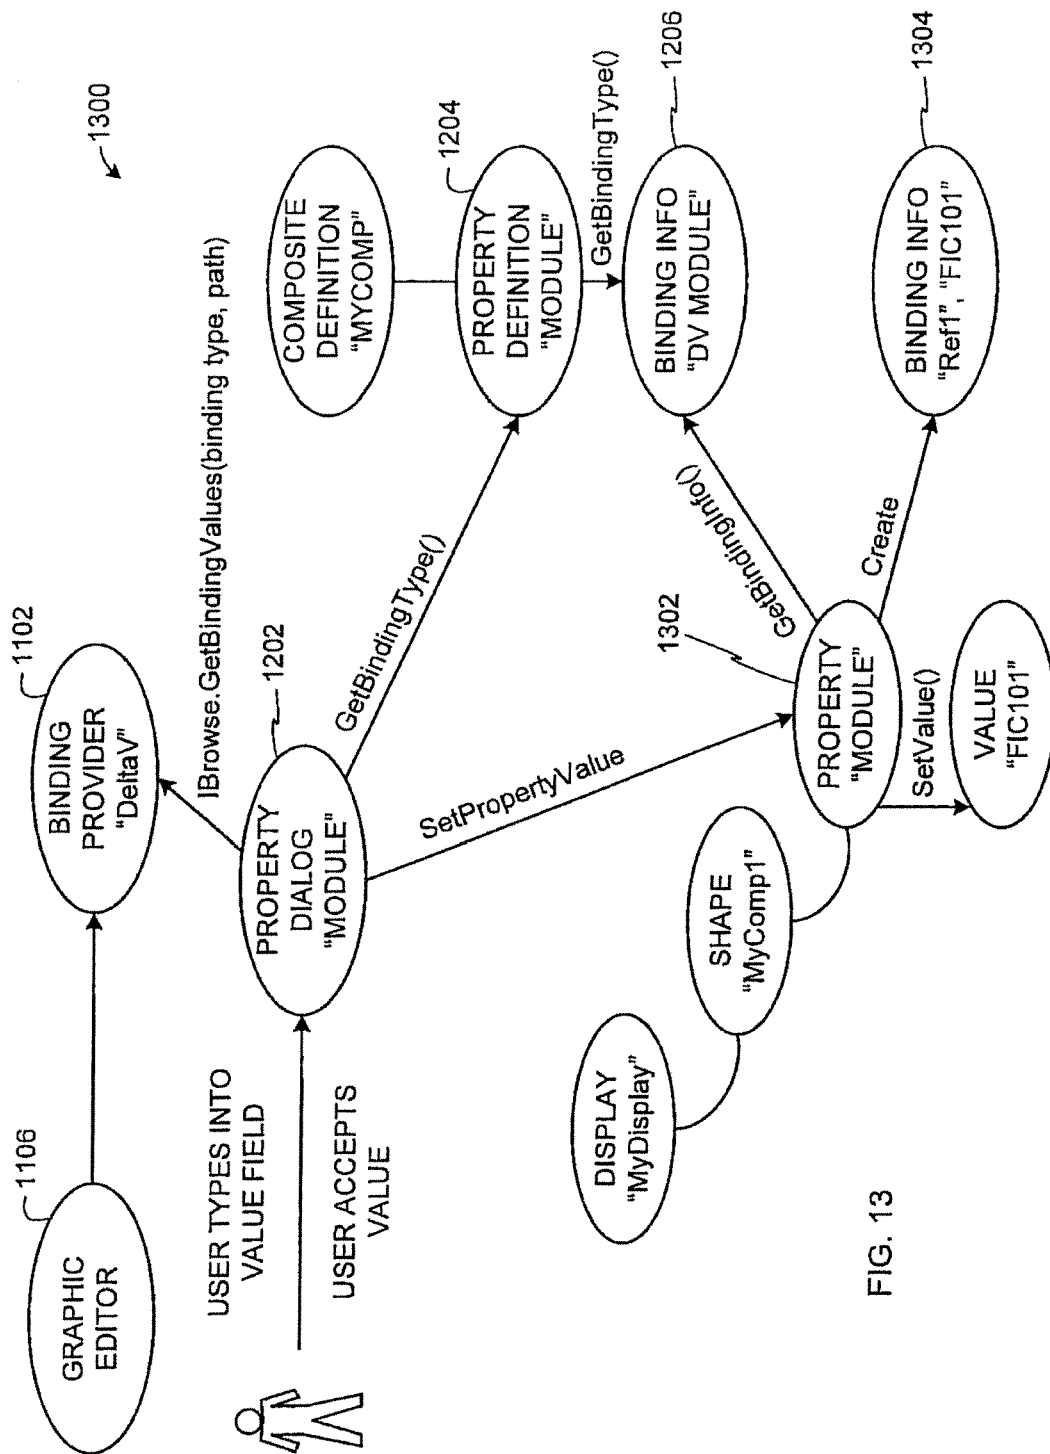 1300
1106
GRAPHIC
EDITOR
1102
BINDING
PROVIDER
"DeltaV"
IBrowse.GetBindingValues(binding type, path)
USER TYPES INTO
VALUE FIELD
USER ACCEPTS
VALUE
1202
PROPERTY
DIALOG
"MODULE"
GetBindingType()
COMPOSITE
DEFINITION
"MYCOMP"
1204
PROPERTY
DEFINITION
"MODULE"
GetBindingType()
SetPropertyValue
1206
BINDING INFO
"DV MODULE"
GetBindingInfo()
1302
DISPLAY
"MyDisplay"
SHAPE
"MyComp1"
PROPERTY
"MODULE"
Create
1304
BINDING INFO
"Ref1", "FIC101"
SetValue()
VALUE
"FIC101"
FIG. 13